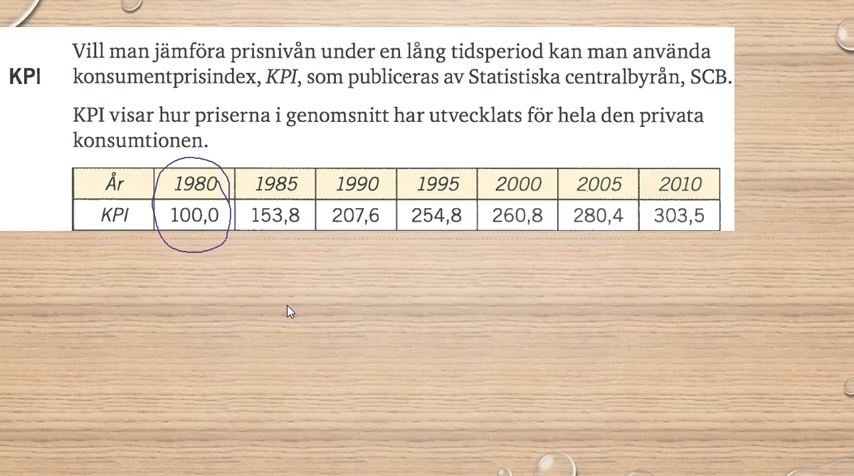 Vill man jämföra prisnivån under en lång tidsperiod kan man använda
KPI konsumentprisindex, KPI, som publiceras av Statistiska centralbyrån, SCB.
KPI visar hur priserna i genomsnitt har utvecklats för hela den privata
konsumtionen.
År 1980 1985 1990 1995 2000 2005 2010
KPI 100,0 153,8 207,6 254,8 260,8 280,4 303,5